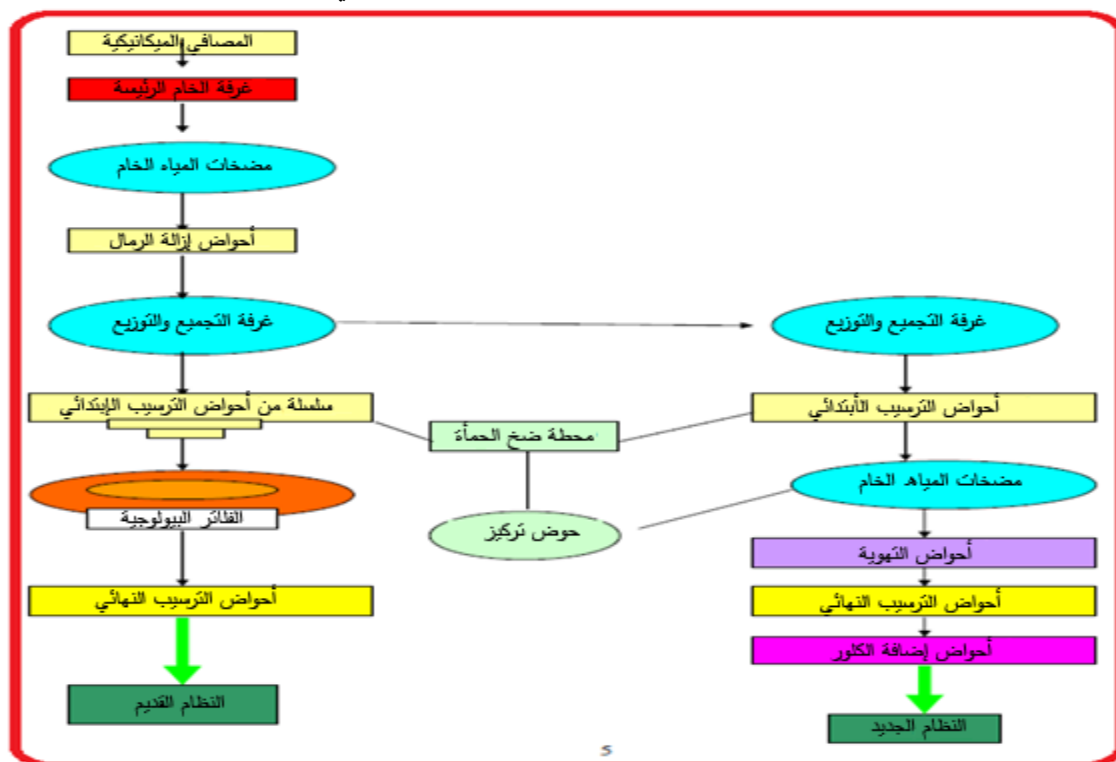 المصافي الميكانيكية
غرفة الخام الرئيسة
مضخات المياه الخام
أحواض إزالة الرمال
غرفة التجميع والتوزيع
غرفة التجميع والتوزيع
سلسلة من أحواض الترسيب الإبتدائي
أحواض الترسيب الأبتدائي
محطة ضخ الحمأة
مضخات المياه الخام
الفلاتر البيولوجية
حوض تركيز
أحواض التهوية
أحواض الترسيب النهائي
أحواض الترسيب النهائي
أحواض إضافة الكلور
النظام القديم
النظام الجديد
5